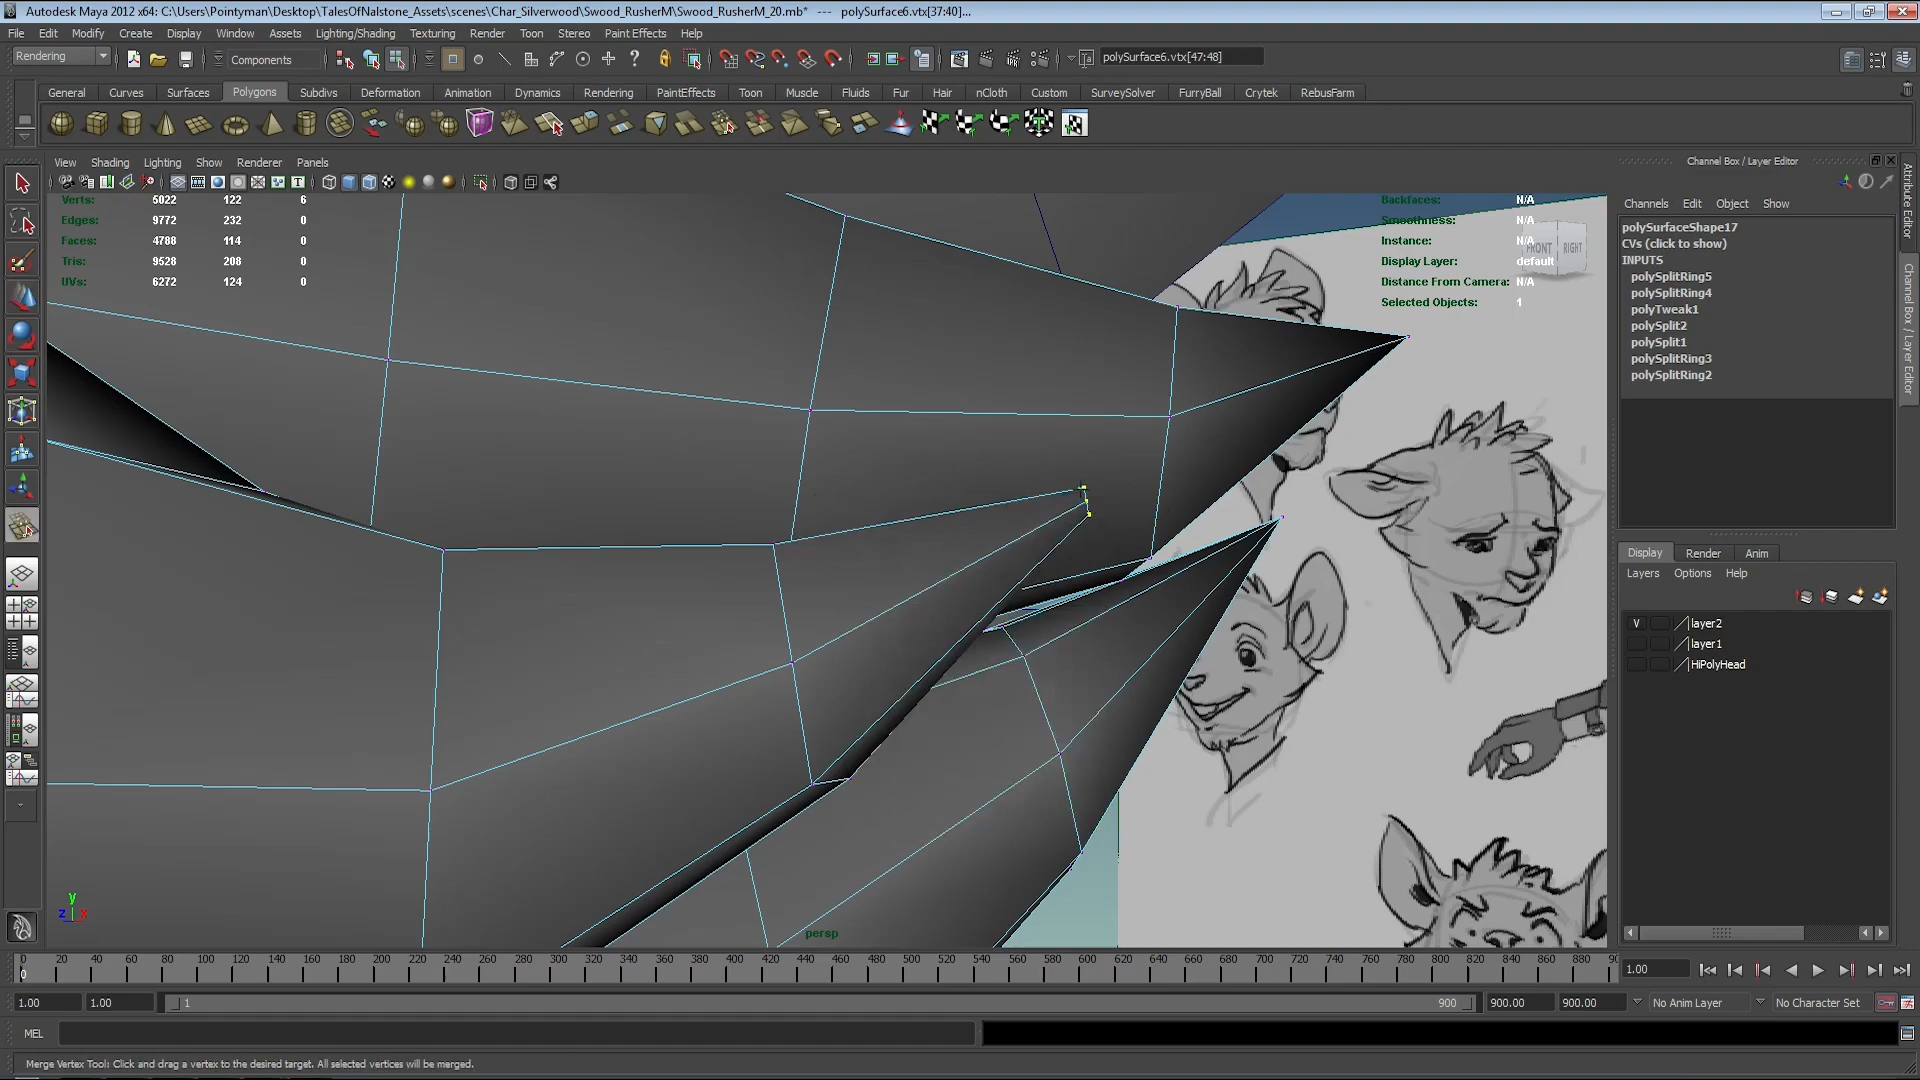 Autodesk Maya 2012 x64: C:\Users\Pointyman\Desktop\TalesOfNalstone_Assets\scenes\Char_Silverwood\Swood_RusherM\Swood_RusherM_20.mb* --- polySurface6.vtx[37:40]...
File Edit Modify Create Display Window Assets Lighting/Shading Texturing Render Toon Stereo Paint Effects Help
Rendering Components polySurface6.vtx[47:48]
General Curves Surfaces Polygons Subdivs Deformation Animation Dynamics Rendering PaintEffects Toon Muscle Fluids Fur Hair nCloth Custom SurveySolver FurryBall Crytek RebusFarm
View Shading Lighting Show Renderer Panels
Channel Box / Layer Editor
Attribute Editor
Channel Box / Layer Editor
Channels Edit Object Show
Verts: 5022 122 6
Edges: 9772 232 0
Faces: 4788 114 0
Tris: 9528 208 0
UVs: 6272 124 0
Backfaces: N/A
Smoothness: N/A
Instance: N/A
Display Layer: default
Distance From Camera: N/A
Selected Objects: 1
FRONT RIGHT
polySurfaceShape17
CVs (click to show)
INPUTS
polySplitRing5
polySplitRing4
polyTweak1
polySplit2
polySplit1
polySplitRing3
polySplitRing2
Display Render Anim
Layers Options Help
V layer2
layer1
HiPolyHead
y
z x
persp
0 20 40 60 80 100 120 140 160 180 200 220 240 260 280 300 320 340 360 380 400 420 440 460 480 500 520 540 560 580 600 620 640 660 680 700 720 740 760 780 800 820 840 860 880 90
0
1.00
1.00 1.00 1 900 900.00 900.00 No Anim Layer No Character Set
MEL
Merge Vertex Tool: Click and drag a vertex to the desired target. All selected vertices will be merged.